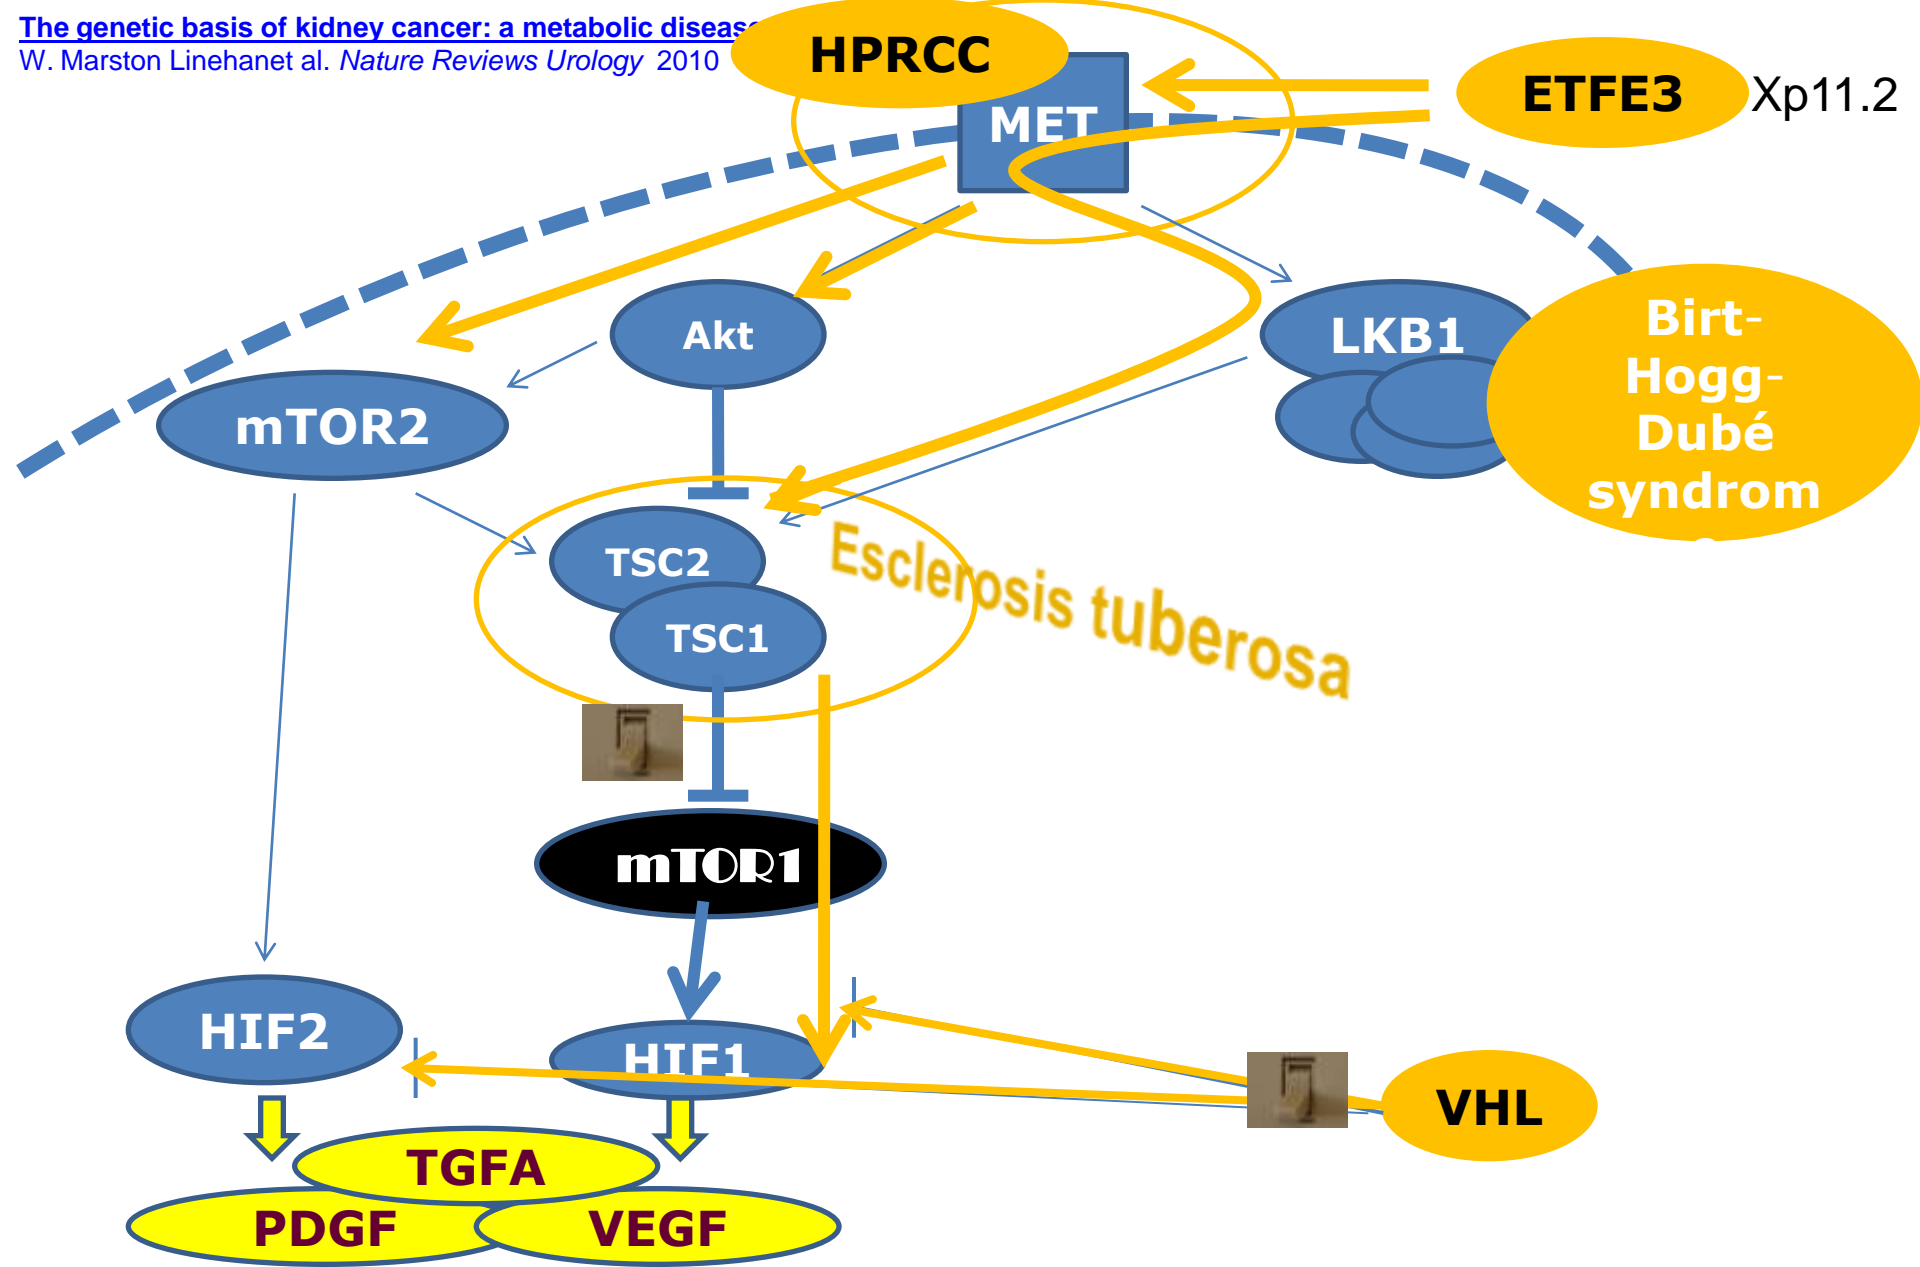 The genetic basis of kidney cancer: a metabolic disease
W. Marston Linehanet al. Nature Reviews Urology 2010
HPRCC
MET
ETFE3
Xp11.2
Akt
LKB1
Birt-
Hogg-
Dubé
syndrom
mTOR2
TSC2
TSC1
Esclerosis tuberosa
mTOR1
HIF2
HIF1
VHL
TGFA
PDGF
VEGF